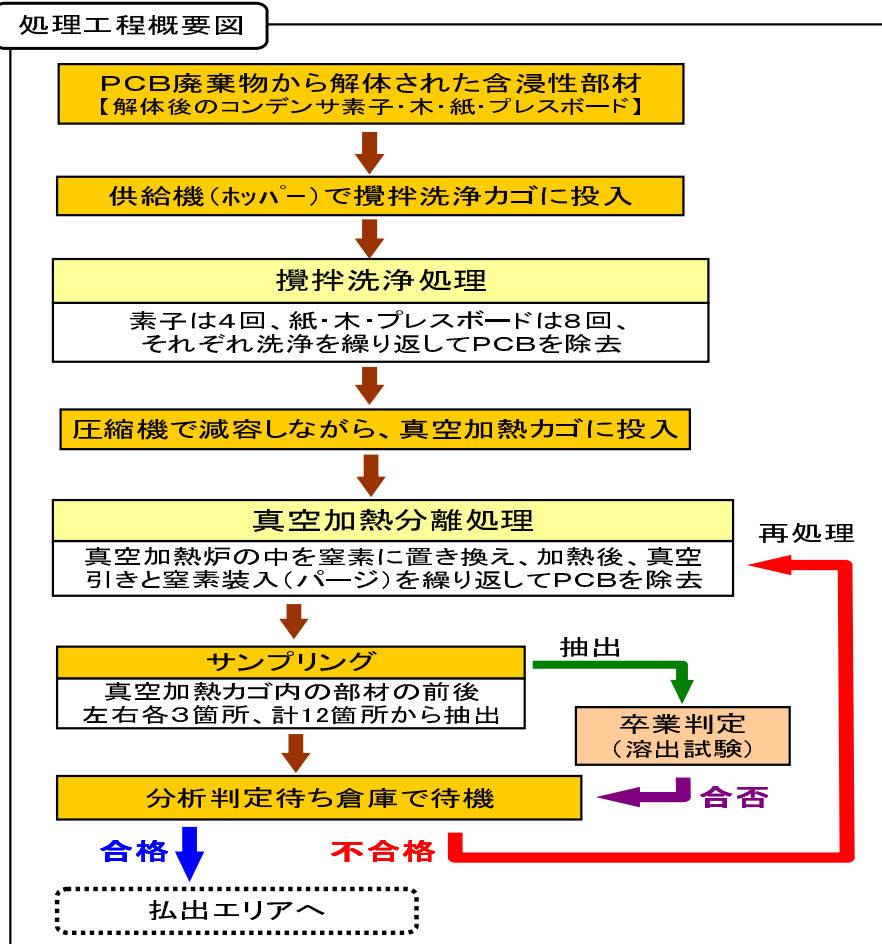 処理工程概要図
PCB廃棄物から解体された含浸性部材
【解体後のコンデンサ素子・木・紙・プレスボード】
供給機(ホッパー)で攪拌洗浄カゴに投入
攪拌洗浄処理
素子は4回、紙・木・プレスボードは8回、
それぞれ洗浄を繰り返してPCBを除去
圧縮機で減容しながら、真空加熱カゴに投入
真空加熱分離処理
真空加熱炉の中を窒素に置き換え、加熱後、真空
引きと窒素装入(パージ)を繰り返してPCBを除去
再処理
サンプリング
真空加熱カゴ内の部材の前後
左右各3箇所、計12箇所から抽出
抽出
卒業判定
(溶出試験)
合否
分析判定待ち倉庫で待機
合格
不合格
払出エリアへ